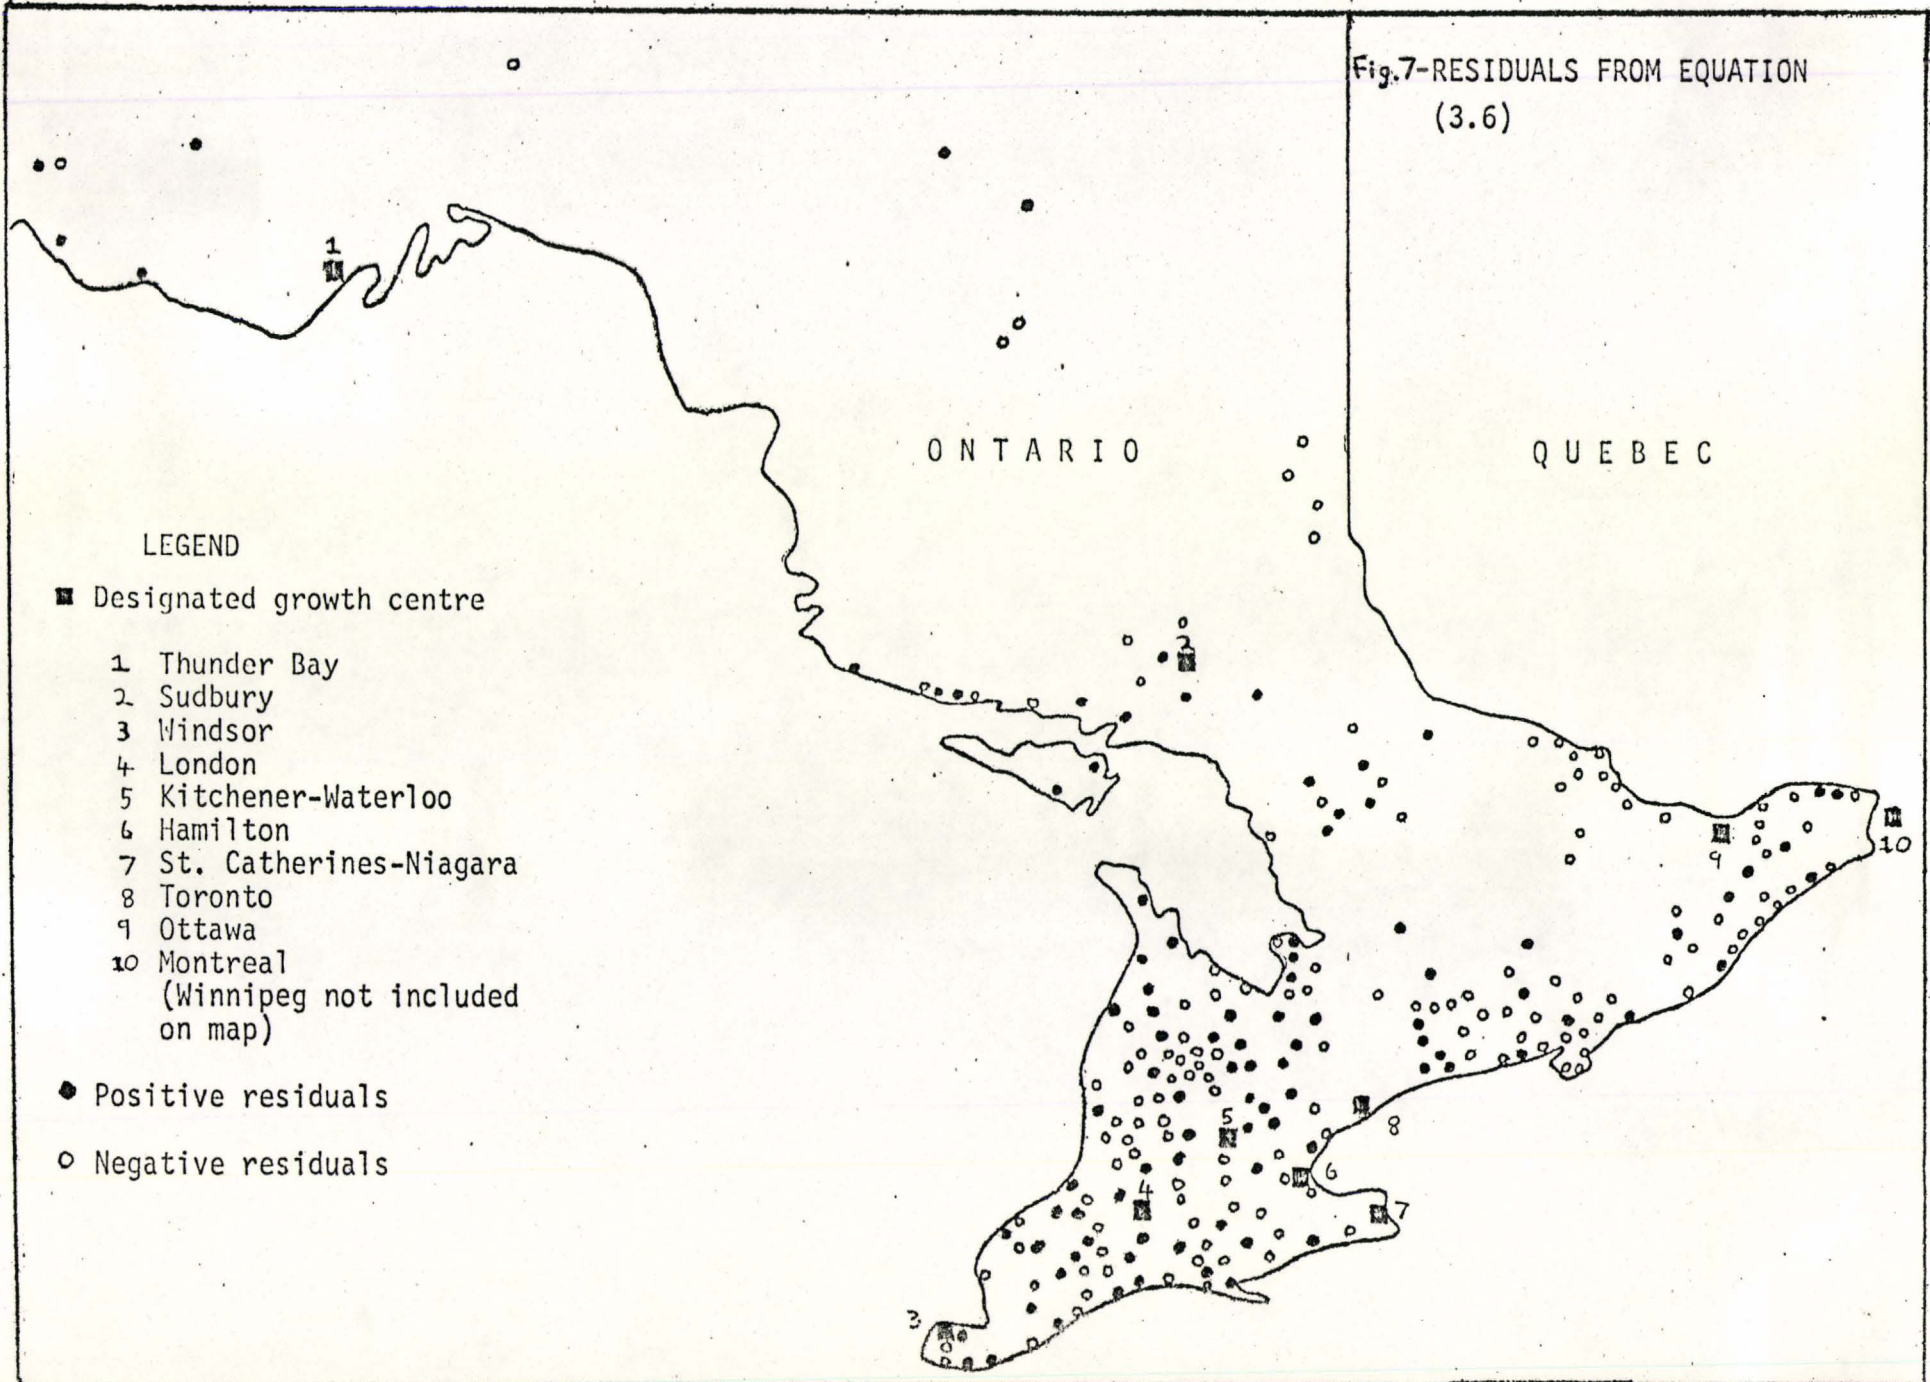 Fig.7-RESIDUALS FROM EQUATION
(3.6)
1
ONTARIO
QUEBEC
LEGEND
Designated growth centre
1 Thunder Bay
2 Sudbury
3 Windsor
4 London
5 Kitchener-Waterloo
6 Hamilton
7 St. Catherines-Niagara
8 Toronto
9 Ottawa
10 Montreal
(Winnipeg not included
on map)
Positive residuals
Negative residuals
2
9
10
5
8
6
4
7
3